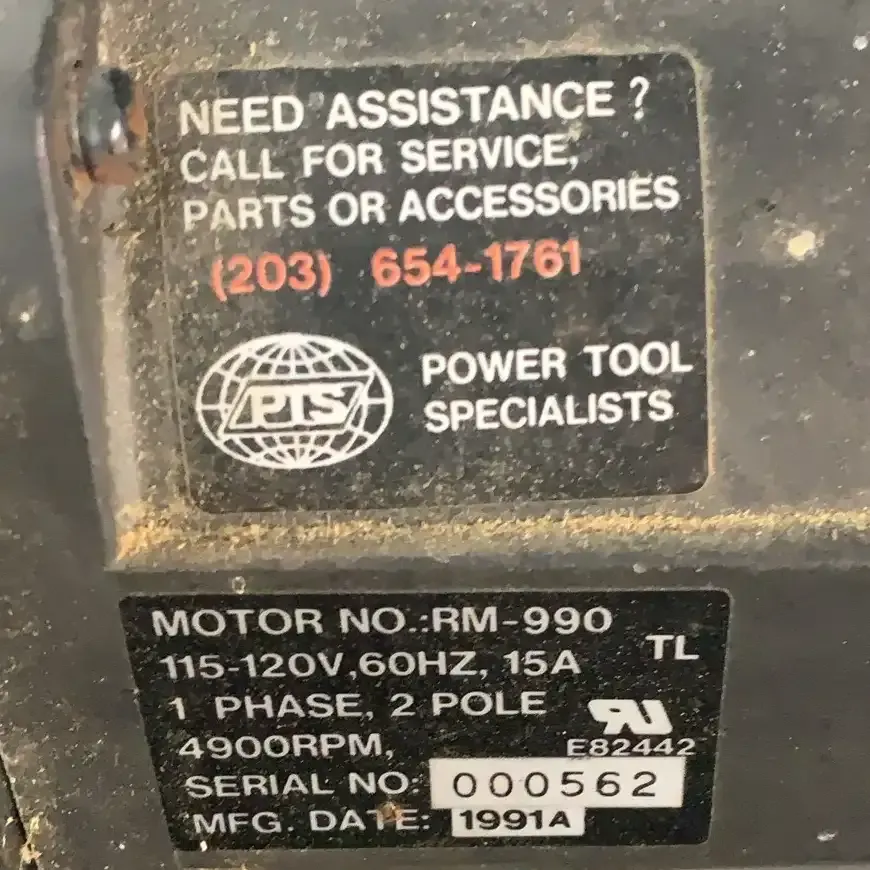 NEED ASSISTANCE ?
CALL FOR SERVICE,
PARTS OR ACCESSORIES
(203) 654-1761
PTS
POWER TOOL
SPECIALISTS
MOTOR NO.:RM-990
TL
115-120V,60HZ, 15A
1 PHASE, 2 POLE
4900RPM,
E82442
SERIAL NO: 000562
MFG. DATE: 1991A